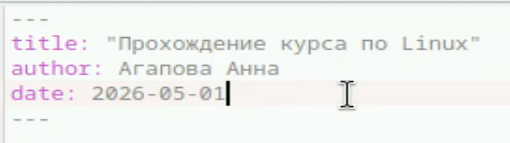 ---
title: "Прохождение курса по Linux"
author: Агапова Анна
date: 2026-05-01
---